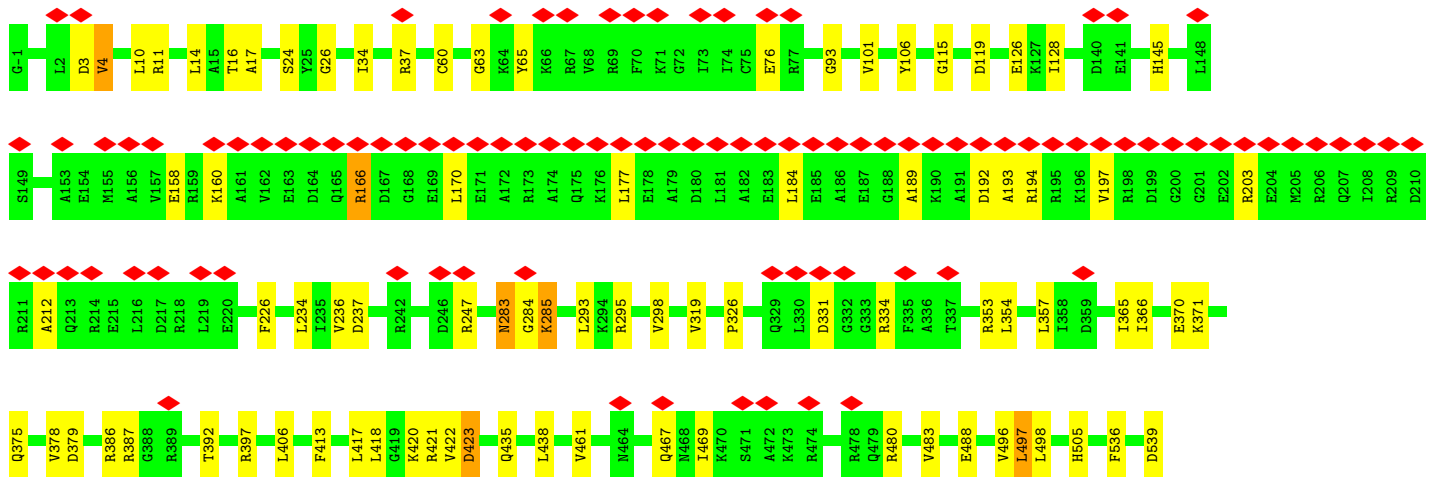 G-1 L2 D3 V4 L10 R11 L14 A15 T16 A17 S24 Y25 G26 I34 R37 C60 G63 K64 Y65 K66 R67 V68 R69 F70 K71 G72 I73 I74 C75 E76 R77 G93 V101 Y106 G115 D119 E126 K127 I128 D140 E141 H145 L148
S149 A153 E154 M155 A156 V157 E158 R159 K160 A161 V162 E163 D164 Q165 R166 D167 G168 E169 L170 E171 A172 R173 A174 Q175 K176 L177 E178 A179 D180 L181 A182 E183 L184 E185 A186 E187 G188 A189 K190 A191 D192 A193 R194 R195 K196 V197 R198 D199 G200 G201 E202 R203 E204 M205 R206 Q207 I208 R209 D210
R211 A212 Q213 R214 E215 L216 D217 R218 L219 E220 F226 L234 I235 V236 D237 R242 D246 R247 N283 G284 K285 L293 K294 R295 V298 V319 P326 Q329 L330 D331 G332 G333 R334 F335 A336 T337 R353 L354 L357 I358 D359 I365 I366 E370 K371
Q375 V378 D379 R386 R387 G388 R389 T392 R397 L406 F413 L417 L418 G419 K420 R421 V422 D423 Q435 L438 V461 N464 Q467 N468 I469 K470 S471 A472 K473 R474 R478 Q479 R480 V483 E488 V496 L497 L498 H505 F536 D539